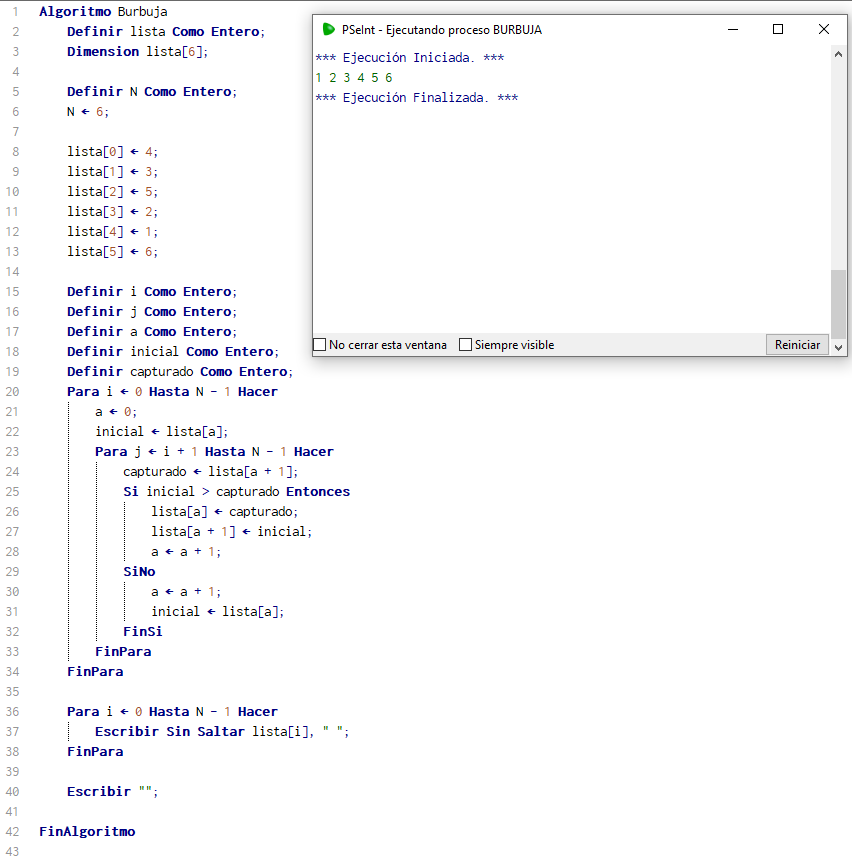 1 Algoritmo Burbuja
2 Definir lista Como Entero;
3 Dimension lista[6];
4
5 Definir N Como Entero;
6 N ← 6;
7
8 lista[0] ← 4;
9 lista[1] ← 3;
10 lista[2] ← 5;
11 lista[3] ← 2;
12 lista[4] ← 1;
13 lista[5] ← 6;
14
15 Definir i Como Entero;
16 Definir j Como Entero;
17 Definir a Como Entero;
18 Definir inicial Como Entero;
19 Definir capturado Como Entero;
20 Para i ← 0 Hasta N - 1 Hacer
21 a ← 0;
22 inicial ← lista[a];
23 Para j ← i + 1 Hasta N - 1 Hacer
24 capturado ← lista[a + 1];
25 Si inicial > capturado Entonces
26 lista[a] ← capturado;
27 lista[a + 1] ← inicial;
28 a ← a + 1;
29 SiNo
30 a ← a + 1;
31 inicial ← lista[a];
32 FinSi
33 FinPara
34 FinPara
35
36 Para i ← 0 Hasta N - 1 Hacer
37 Escribir Sin Saltar lista[i], " ";
38 FinPara
39
40 Escribir "";
41
42 FinAlgoritmo
43
PSeInt - Ejecutando proceso BURBUJA
*** Ejecución Iniciada. ***
1 2 3 4 5 6
*** Ejecución Finalizada. ***
No cerrar esta ventana Siempre visible Reiniciar